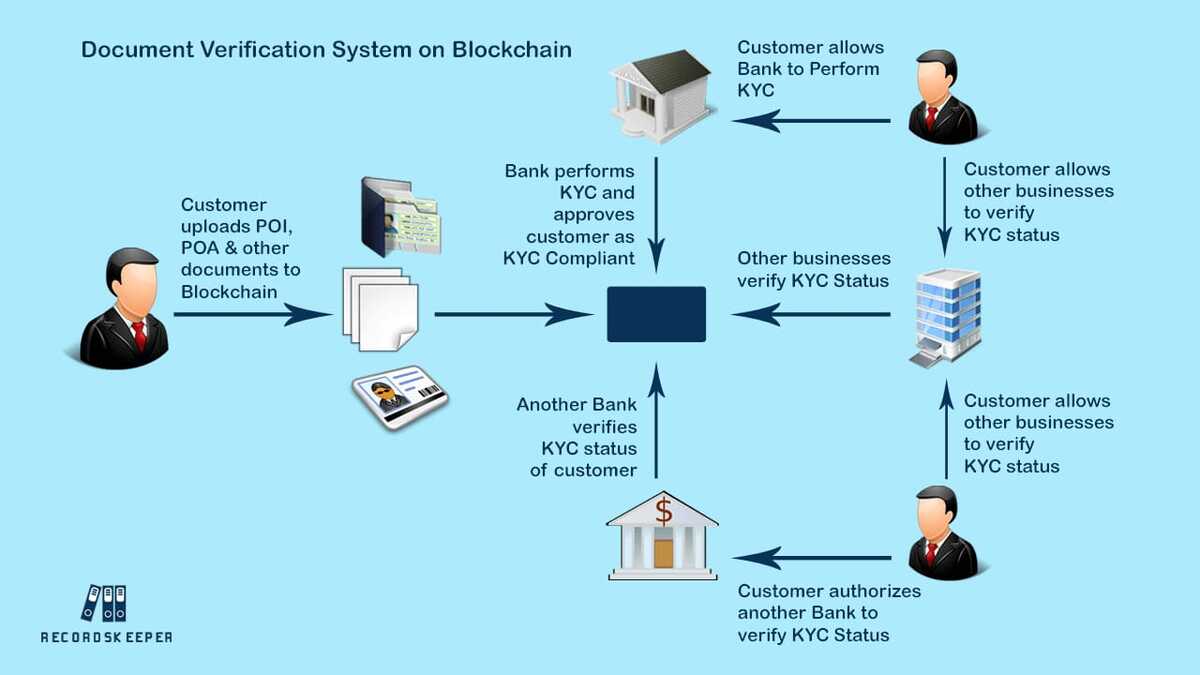 Document Verification System on Blockchain
Customer allows
Bank to Perform
KYC
Bank performs
KYC and
approves
customer as
KYC Compliant
Customer allows
other businesses
to verify
KYC status
Customer
uploads POI,
POA & other
documents to
Blockchain
Other businesses
verify KYC Status
Another Bank
verifies
KYC status
of customer
Customer allows
other businesses
to verify
KYC status
$
Customer authorizes
another Bank to
verify KYC Status
RECORDSKEEPER